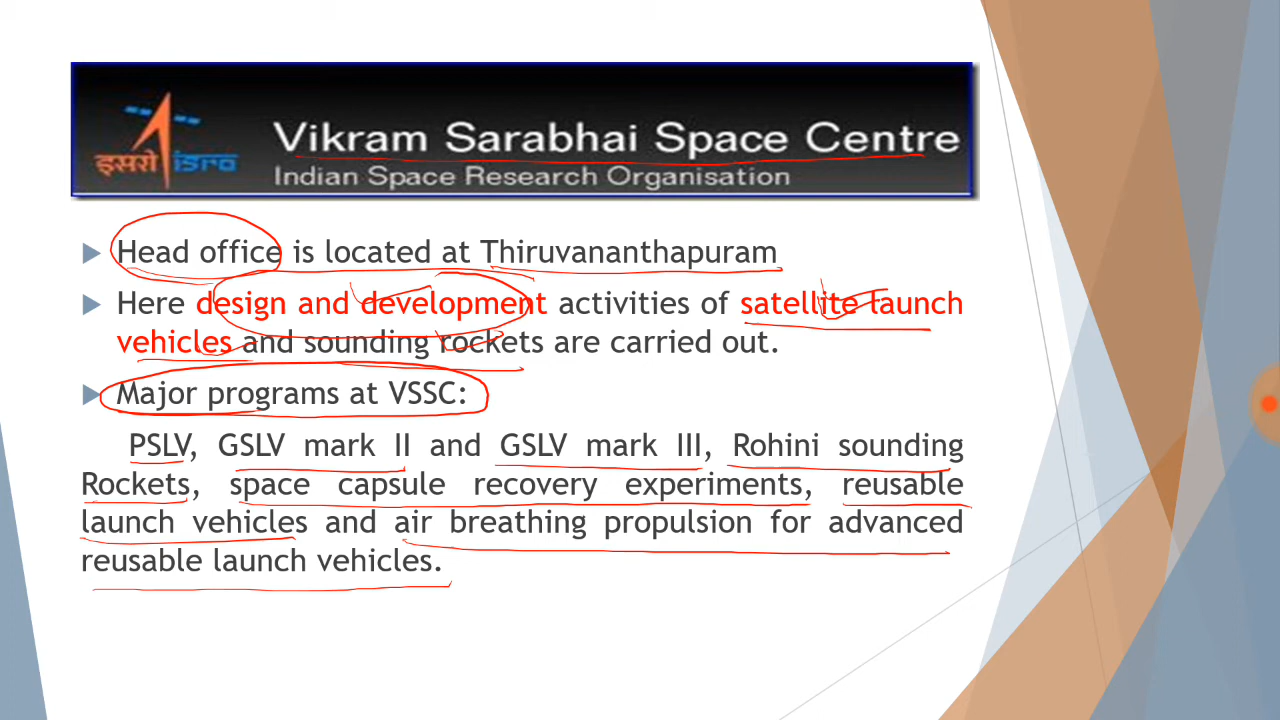 इसरो isro
Vikram Sarabhai Space Centre
Indian Space Research Organisation
Head office is located at Thiruvananthapuram
Here design and development activities of satellite launch
vehicles and sounding rockets are carried out.
Major programs at VSSC:
PSLV, GSLV mark II and GSLV mark III, Rohini sounding
Rockets, space capsule recovery experiments, reusable
launch vehicles and air breathing propulsion for advanced
reusable launch vehicles.